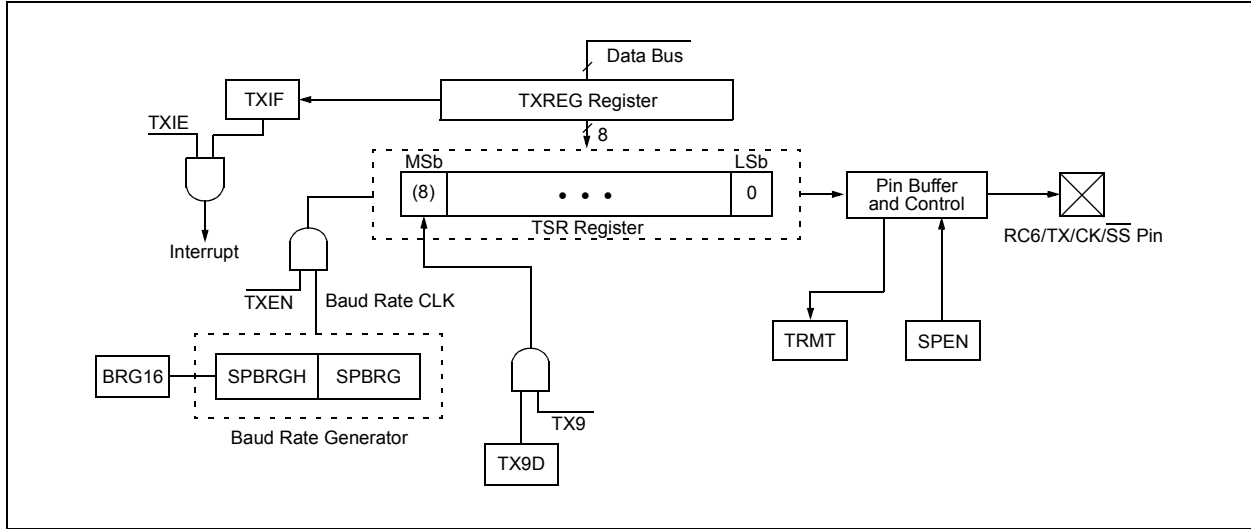 Data Bus
TXIF
TXREG Register
TXIE
8
MSb
LSb
(8)
• • •
0
Pin Buffer
and Control
TSR Register
RC6/TX/CK/S̅S̅ Pin
Interrupt
TXEN
Baud Rate CLK
TRMT
SPEN
BRG16
SPBRGH
SPBRG
TX9
Baud Rate Generator
TX9D